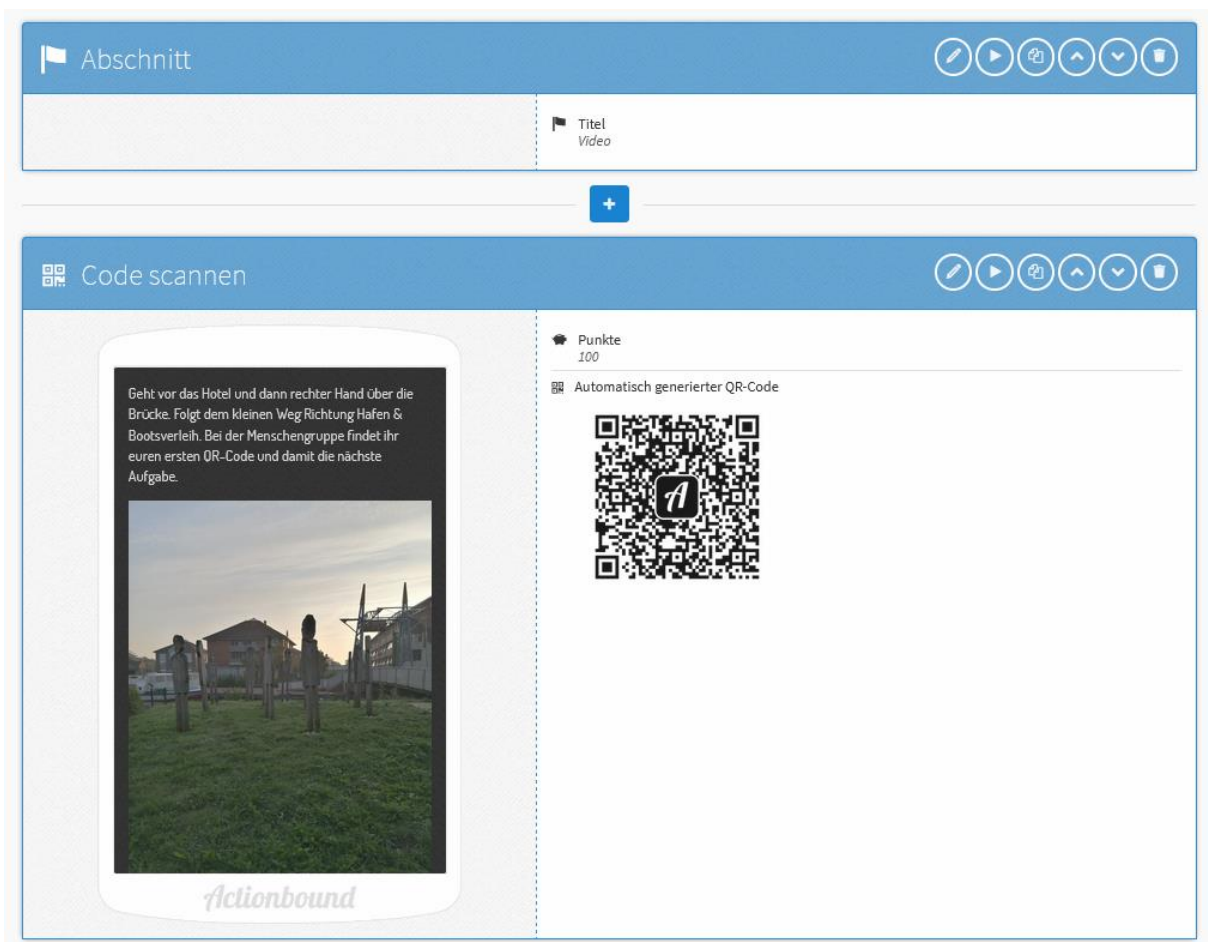 Abschnitt
Titel
Video
Code scannen
Geht vor das Hotel und dann rechter Hand über die
Brücke. Folgt dem kleinen Weg Richtung Hafen &
Bootsverleih. Bei der Menschengruppe findet ihr
euren ersten QR-Code und damit die nächste
Aufgabe.
Actionbound
Punkte
100
Automatisch generierter QR-Code
A